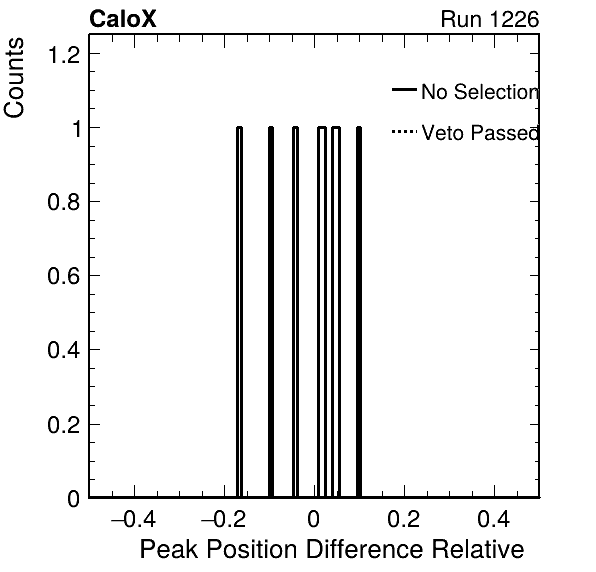 CaloX Run 1226
Counts
1.2
No Selection
1
Veto Passed
0.8
0.6
0.4
0.2
0
−0.4 −0.2 0 0.2 0.4
Peak Position Difference Relative